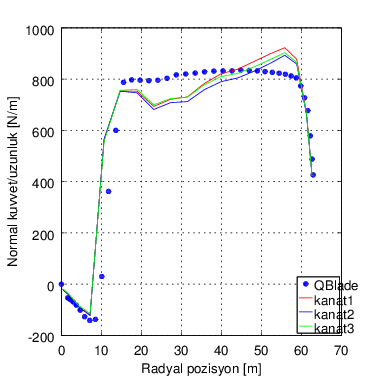 1000
800
600
400
200
0
-200
0 10 20 30 40 50 60 70
Normal kuvvet/uzunluk [N/m]
Radyal pozisyon [m]
QBlade
kanat1
kanat2
kanat3